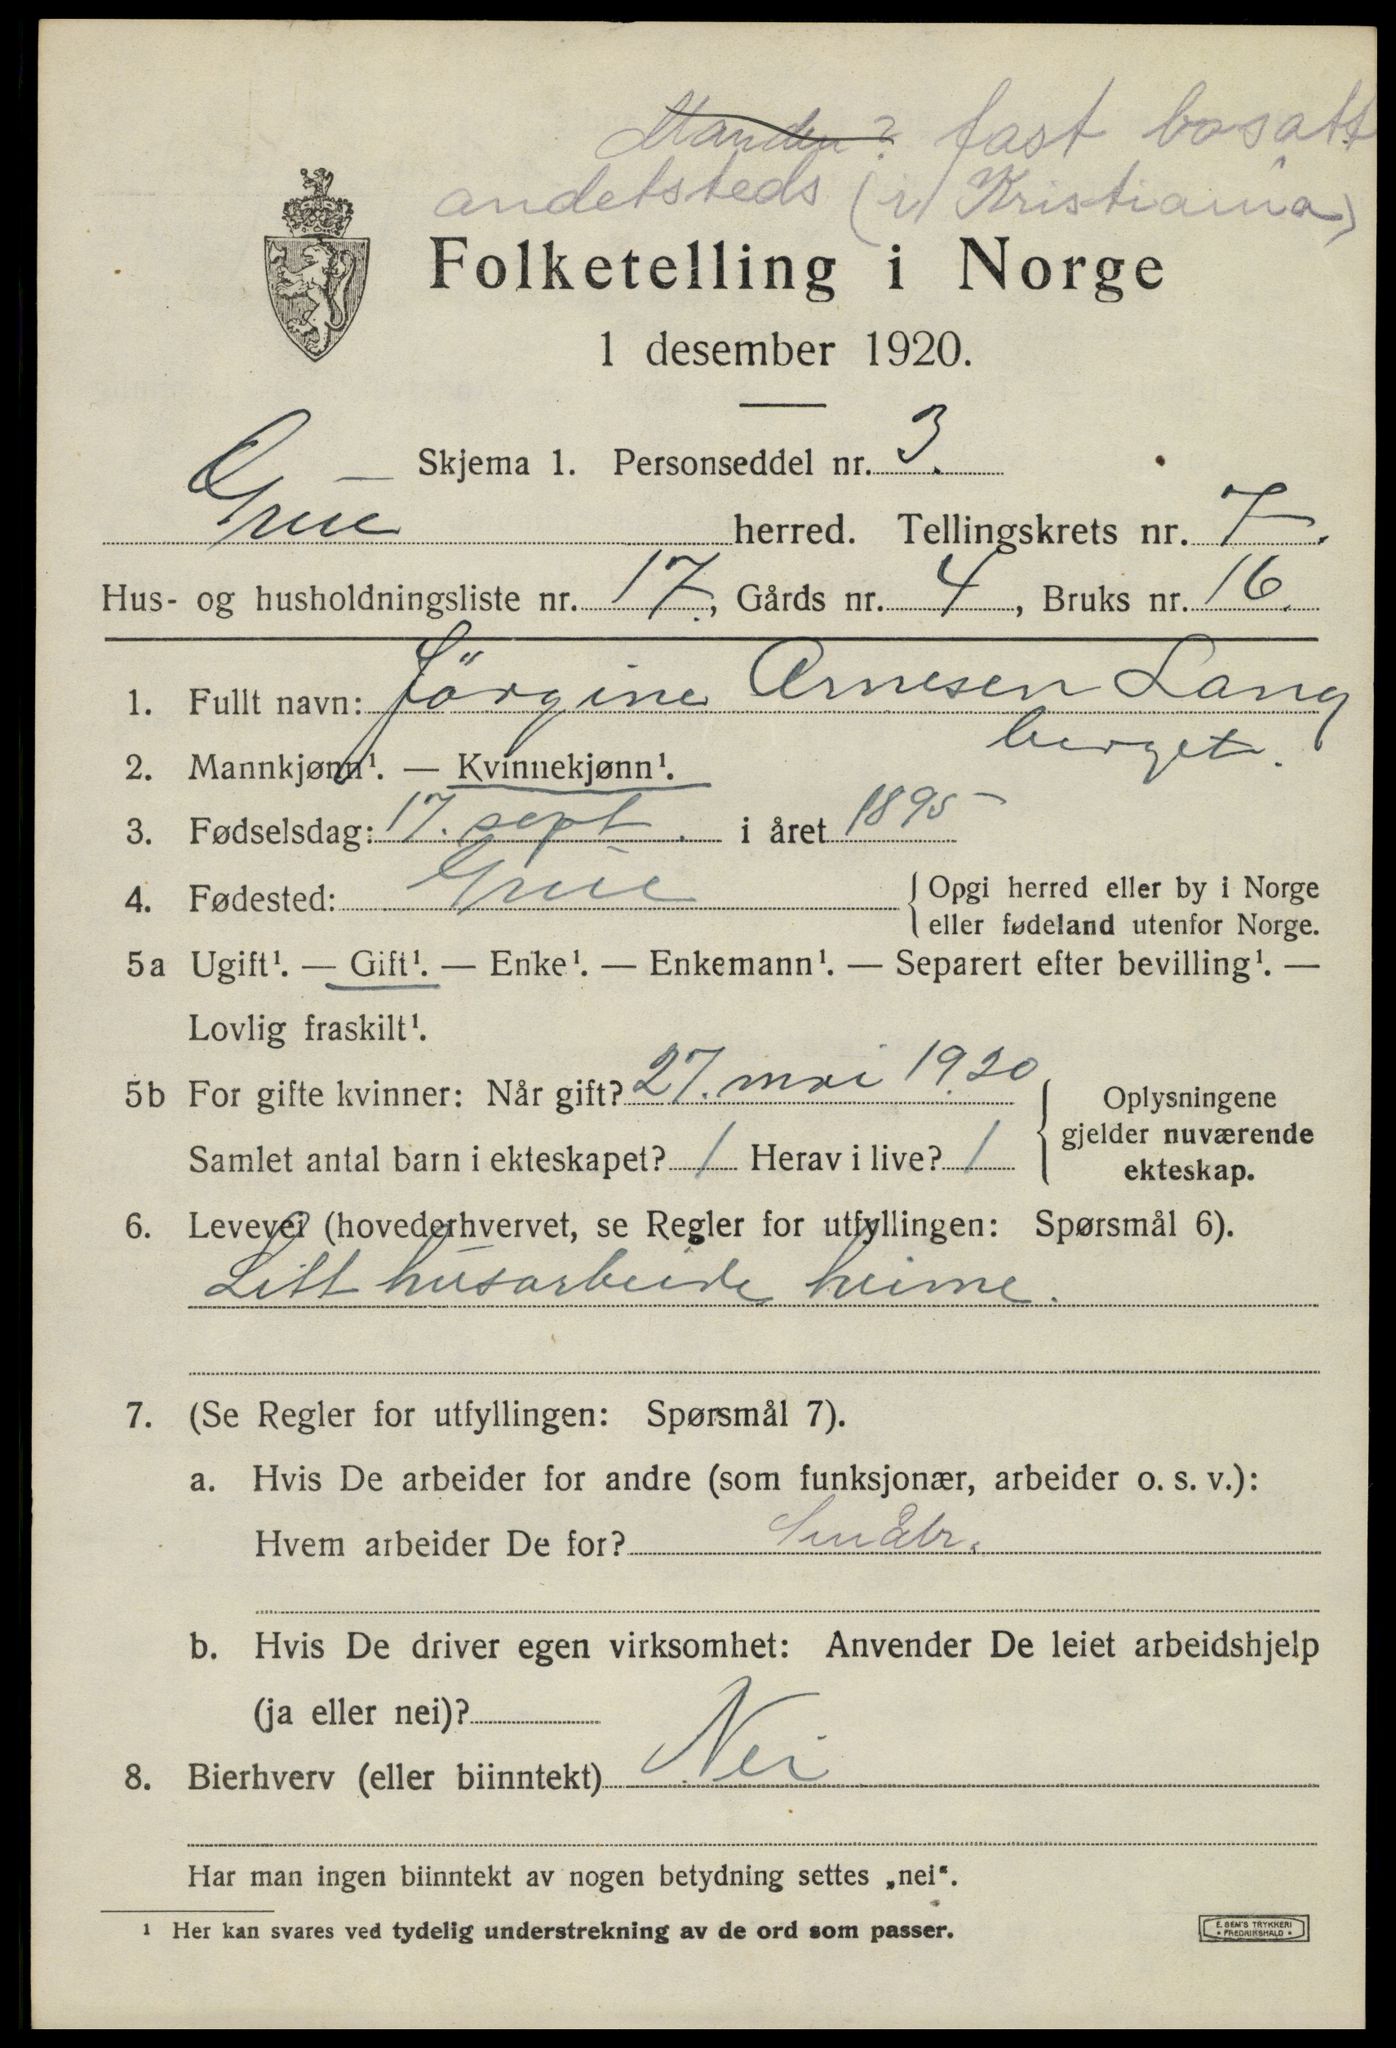 Manden? fast bosatt
andetsteds (i Kristiania)
Folketelling i Norge
1 desember 1920.
Skjema 1. Personseddel nr. 3.
Grue herred. Tellingskrets nr. 7.
Hus- og husholdningsliste nr. 17, Gårds nr. 4, Bruks nr. 16.
1. Fullt navn: Jörgine Arnesen Lang
berget.
2. Mannkjønn¹. — Kvinnekjønn¹.
3. Fødselsdag: 17. sept. i året 1895
4. Fødested: Grue { Opgi herred eller by i Norge
eller fødeland utenfor Norge.
5a Ugift¹. — Gift¹. — Enke¹. — Enkemann¹. — Separert efter bevilling¹. —
Lovlig fraskilt¹.
5b For gifte kvinner: Når gift? 27. mai 1920
Samlet antal barn i ekteskapet? 1 Herav i live? 1
{ Oplysningene
gjelder nuværende
ekteskap.
6. Levevei (hovederhvervet, se Regler for utfyllingen: Spørsmål 6).
Litt husarbeide heime.
7. (Se Regler for utfyllingen: Spørsmål 7).
a. Hvis De arbeider for andre (som funksjonær, arbeider o. s. v.):
Hvem arbeider De for? Småbr.
b. Hvis De driver egen virksomhet: Anvender De leiet arbeidshjelp
(ja eller nei)?
8. Bierhverv (eller biinntekt) Nei
Har man ingen biinntekt av nogen betydning settes „nei“.
¹ Her kan svares ved tydelig understrekning av de ord som passer.
E. SEM'S TRYKKERI
• FREDRIKSHALD •